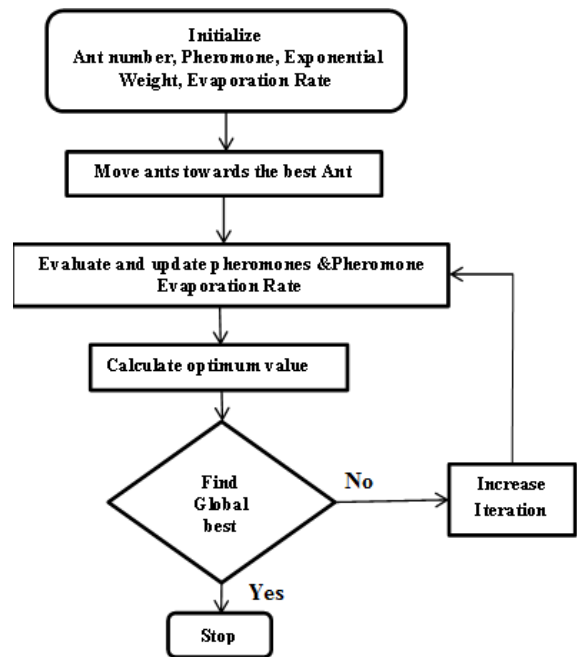 Initialize
Ant number, Pheromone, Exponential
Weight, Evaporation Rate
Move ants towards the best Ant
Evaluate and update pheromones &Pheromone
Evaporation Rate
Calculate optimum value
Find
Global
best
No
Increase
Iteration
Yes
Stop